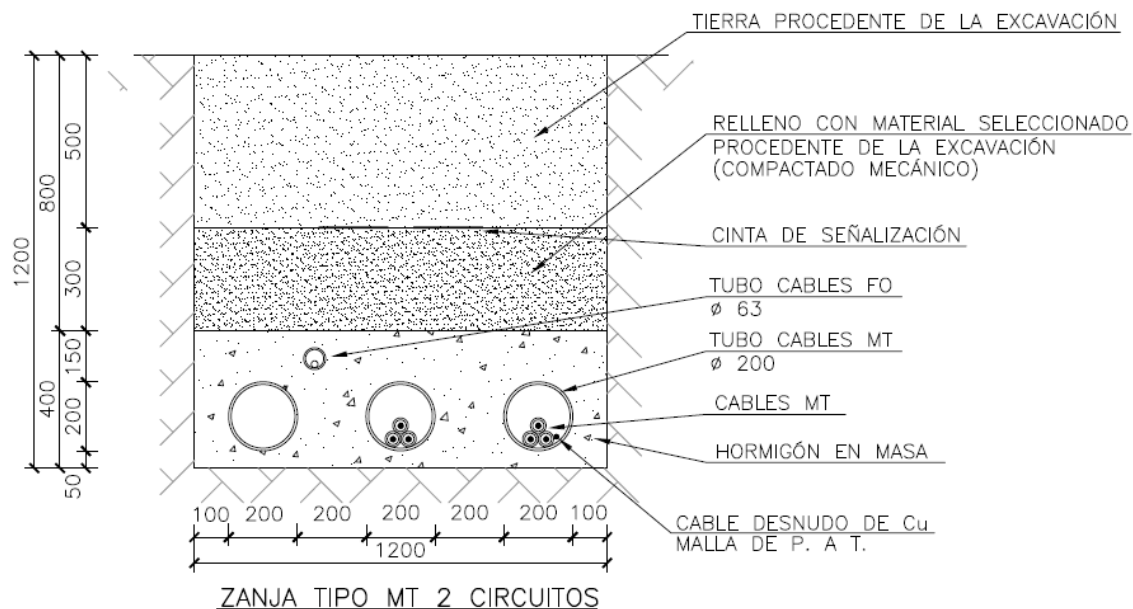 TIERRA PROCEDENTE DE LA EXCAVACIÓN
RELLENO CON MATERIAL SELECCIONADO
PROCEDENTE DE LA EXCAVACIÓN
(COMPACTADO MECÁNICO)
CINTA DE SEÑALIZACIÓN
TUBO CABLES FO
ø 63
TUBO CABLES MT
ø 200
CABLES MT
HORMIGÓN EN MASA
CABLE DESNUDO DE Cu
MALLA DE P. A T.
1200
800
400
500
300
150
200
50
100 200 200 200 200 200 100
1200
ZANJA TIPO MT 2 CIRCUITOS